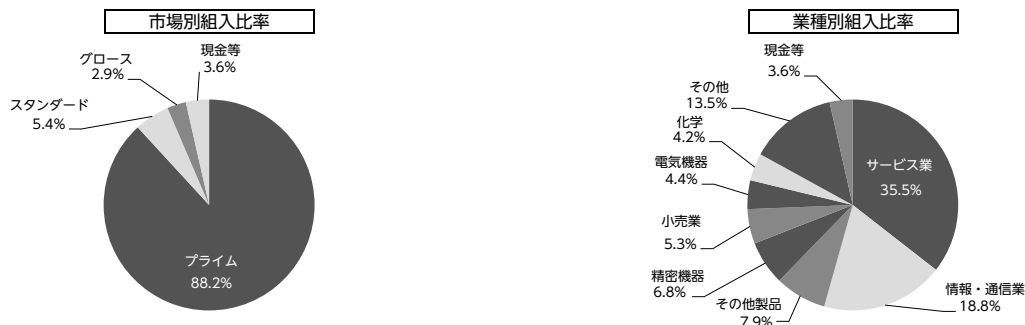 市場別組入比率
グロース
2.9%
現金等
3.6%
スタンダード
5.4%
プライム
88.2%
業種別組入比率
現金等
3.6%
その他
13.5%
化学
4.2%
電気機器
4.4%
小売業
5.3%
精密機器
6.8%
その他製品
7.9%
サービス業
35.5%
情報・通信業
18.8%